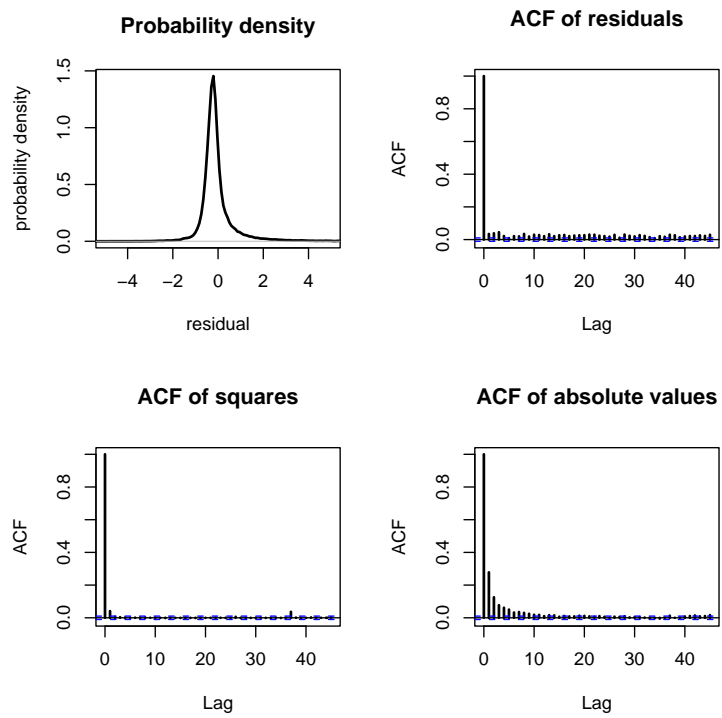 Probability density
probability density
0.0 0.5 1.0 1.5
−4 −2 0 2 4
residual
ACF of residuals
ACF
0.0 0.4 0.8
0 10 20 30 40
Lag
ACF of squares
ACF
0.0 0.4 0.8
0 10 20 30 40
Lag
ACF of absolute values
ACF
0.0 0.4 0.8
0 10 20 30 40
Lag